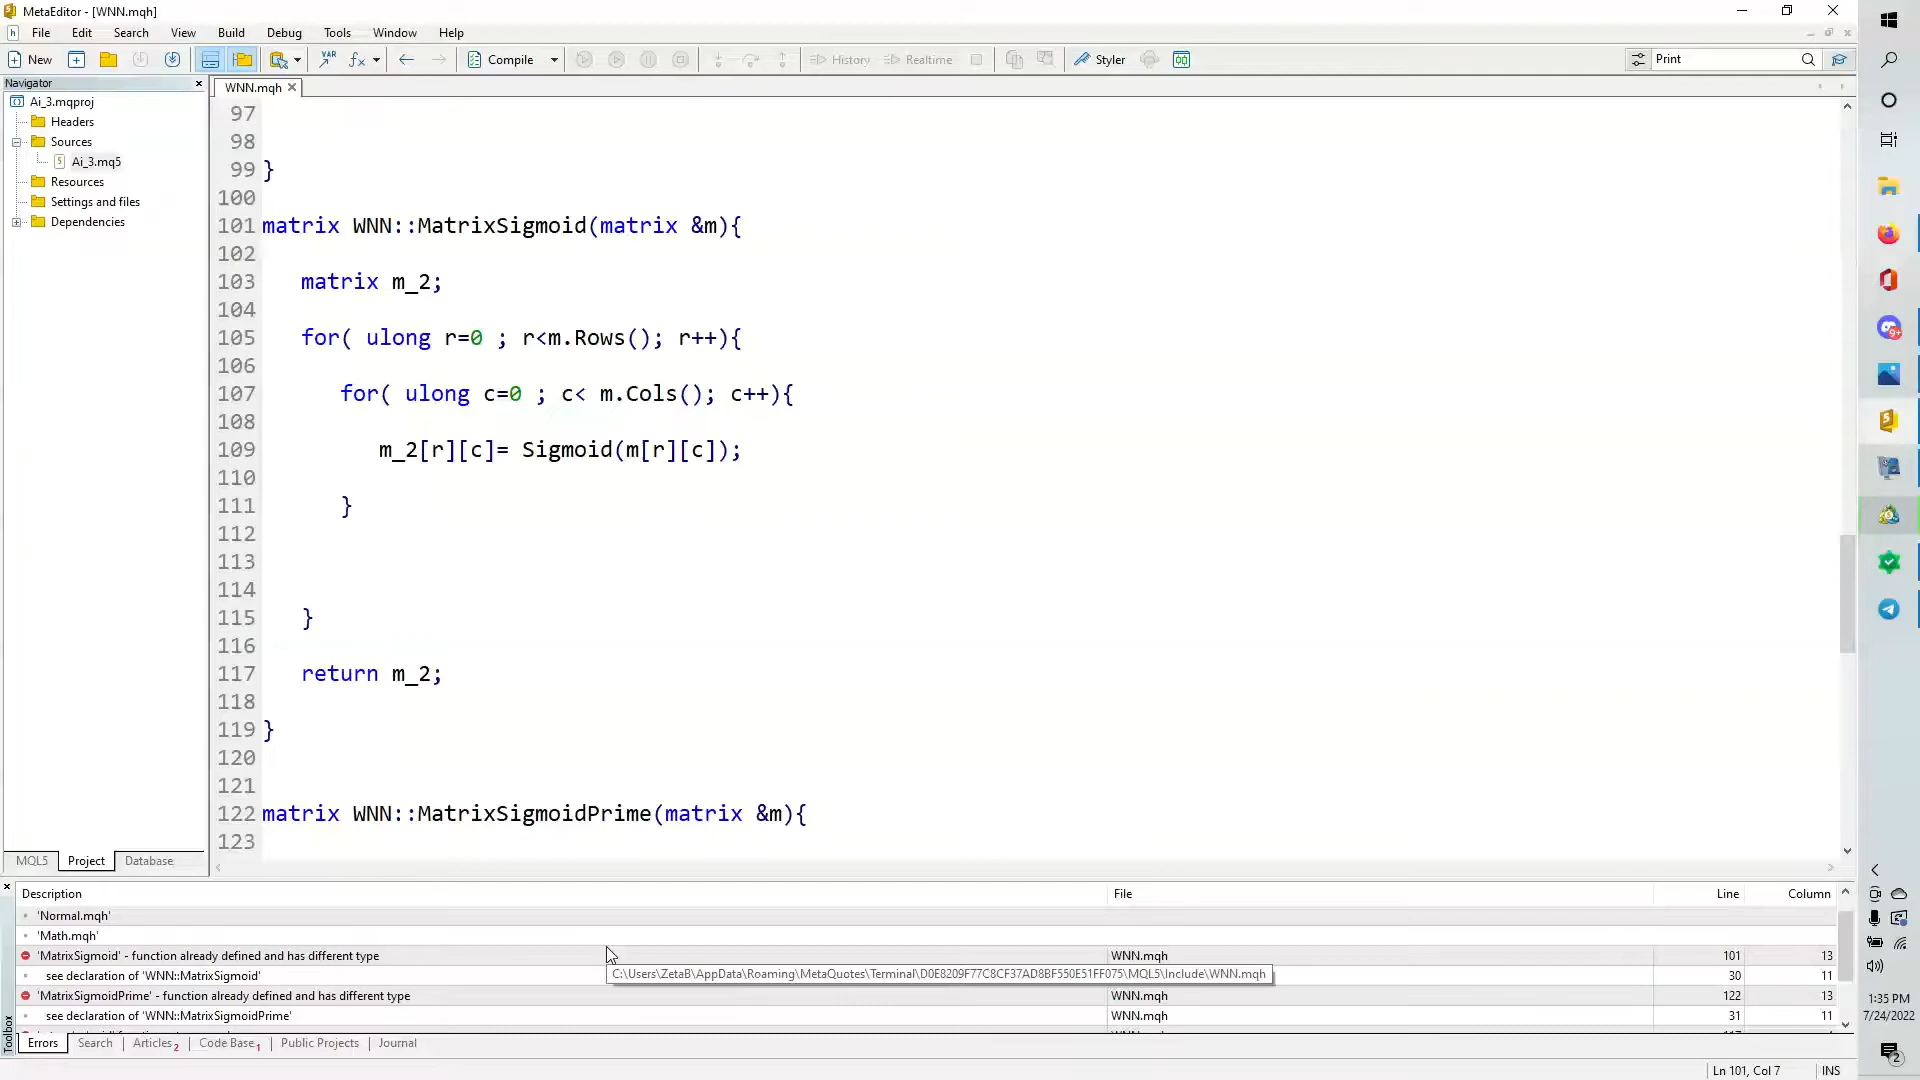 MetaEditor - [WNN.mqh]
File Edit Search View Build Debug Tools Window Help
New
VAR
Compile
History
Realtime
Styler
Print
Navigator
WNN.mqh
Ai_3.mqproj
Headers
Sources
Ai_3.mq5
Resources
Settings and files
Dependencies
97
98
99 }
100
101 matrix WNN::MatrixSigmoid(matrix &m){
102
103 matrix m_2;
104
105 for( ulong r=0 ; r<m.Rows(); r++){
106
107 for( ulong c=0 ; c< m.Cols(); c++){
108
109 m_2[r][c]= Sigmoid(m[r][c]);
110
111 }
112
113
114
115 }
116
117 return m_2;
118
119 }
120
121
122 matrix WNN::MatrixSigmoidPrime(matrix &m){
123
MQL5 Project Database
Description File Line Column
'Normal.mqh'
'Math.mqh'
'MatrixSigmoid' - function already defined and has different type WNN.mqh 101 13
see declaration of 'WNN::MatrixSigmoid' 30 11
C:\Users\ZetaB\AppData\Roaming\MetaQuotes\Terminal\D0E8209F77C8CF37AD8BF550E51FF075\MQL5\Include\WNN.mqh
'MatrixSigmoidPrime' - function already defined and has different type WNN.mqh 122 13
see declaration of 'WNN::MatrixSigmoidPrime' WNN.mqh 31 11
Toolbox
Errors Search Articles 2 Code Base 1 Public Projects Journal
Ln 101, Col 7 INS
9+
1:35 PM
7/24/2022
2